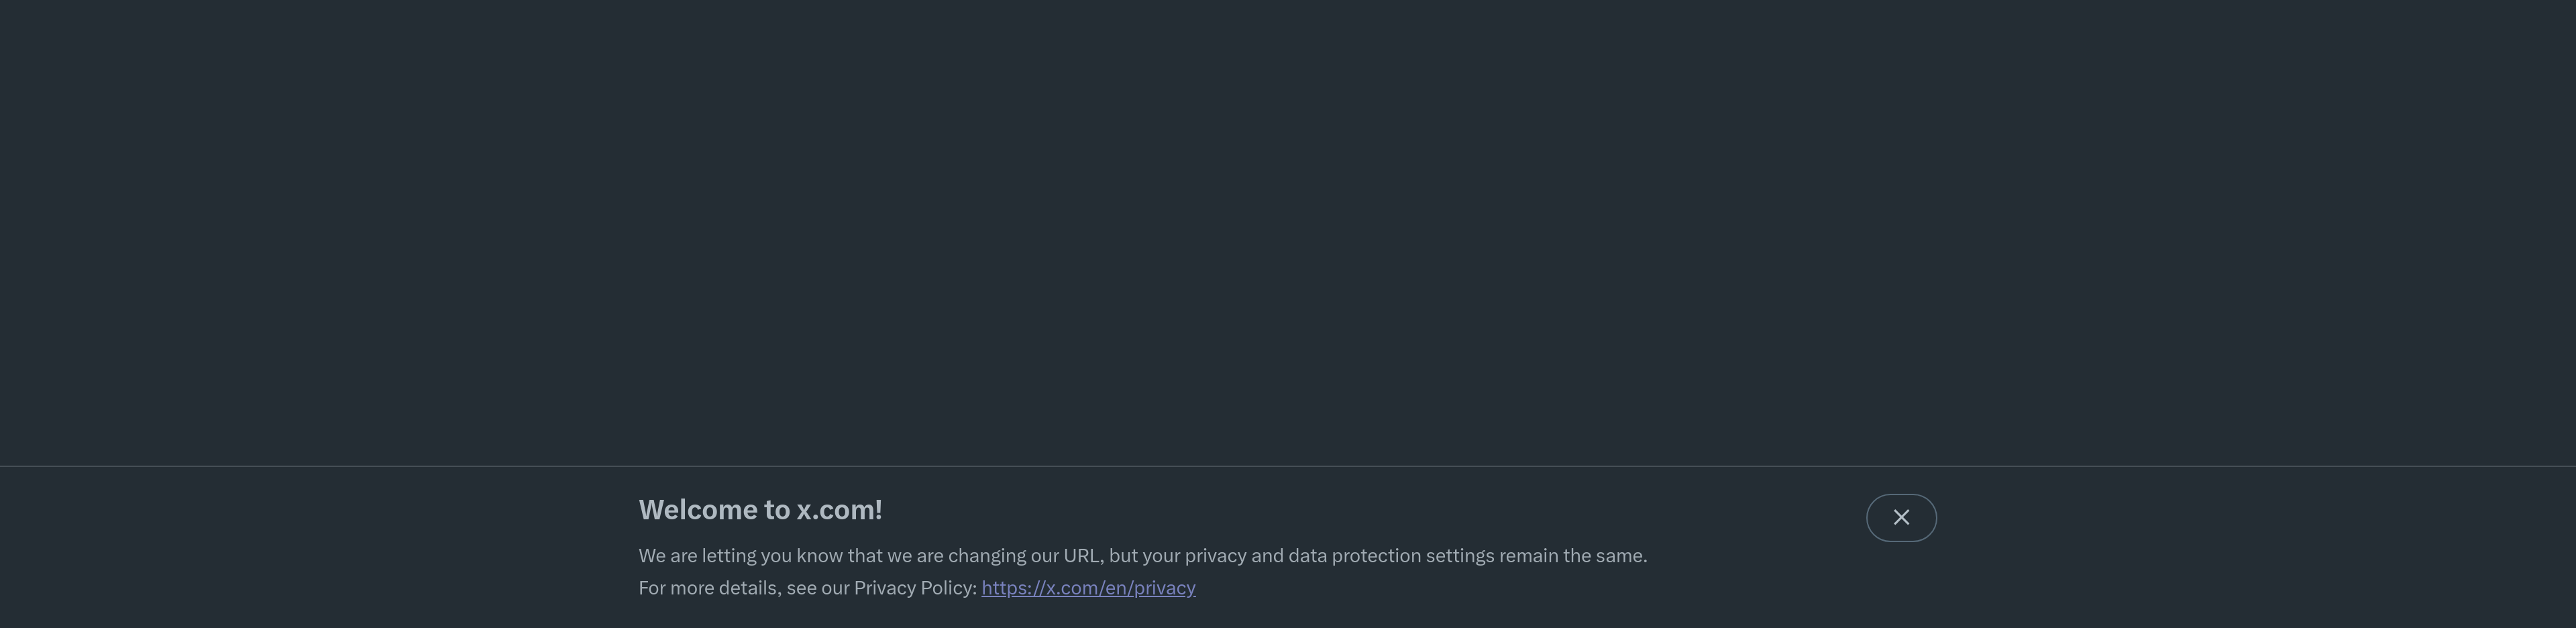 Welcome to x.com!
We are letting you know that we are changing our URL, but your privacy and data protection settings remain the same.
For more details, see our Privacy Policy: https://x.com/en/privacy